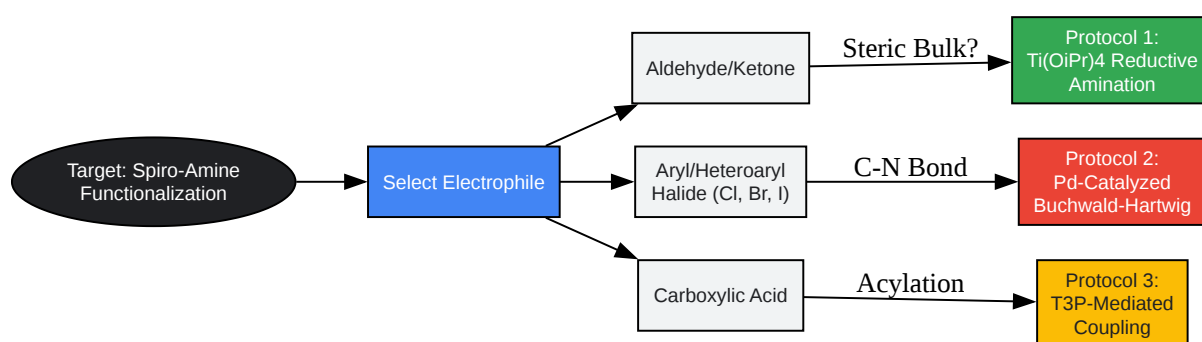 Target: Spiro-Amine
Functionalization
Select Electrophile
Aldehyde/Ketone
Steric Bulk?
Protocol 1:
Ti(OiPr)4 Reductive
Amination
Aryl/Heteroaryl
Halide (Cl, Br, I)
C-N Bond
Protocol 2:
Pd-Catalyzed
Buchwald-Hartwig
Carboxylic Acid
Acylation
Protocol 3:
T3P-Mediated
Coupling